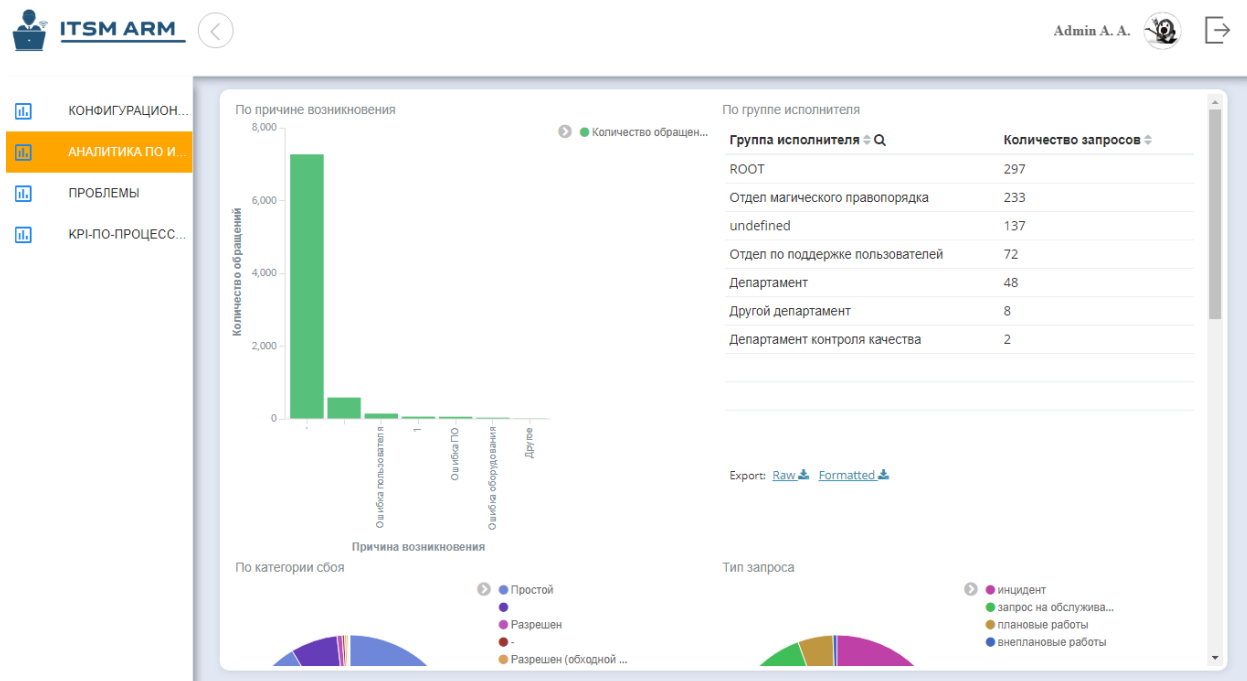 ITSM ARM
Admin A. A.
КОНФИГУРАЦИОН...
АНАЛИТИКА ПО И...
ПРОБЛЕМЫ
KPI-ПО-ПРОЦЕСС...
По причине возникновения
8,000
6,000
4,000
2,000
0
Количество обращений
Количество обращен...
-
Ошибка пользователя
1
Ошибка ПО
Ошибка оборудования
Другое
Причина возникновения
По группе исполнителя
Группа исполнителя Количество запросов
ROOT 297
Отдел магического правопорядка 233
undefined 137
Отдел по поддержке пользователей 72
Департамент 48
Другой департамент 8
Департамент контроля качества 2
Export: Raw Formatted
По категории сбоя
Простой
Разрешен
-
Разрешен (обходной ...
Тип запроса
инцидент
запрос на обслужива...
плановые работы
внеплановые работы